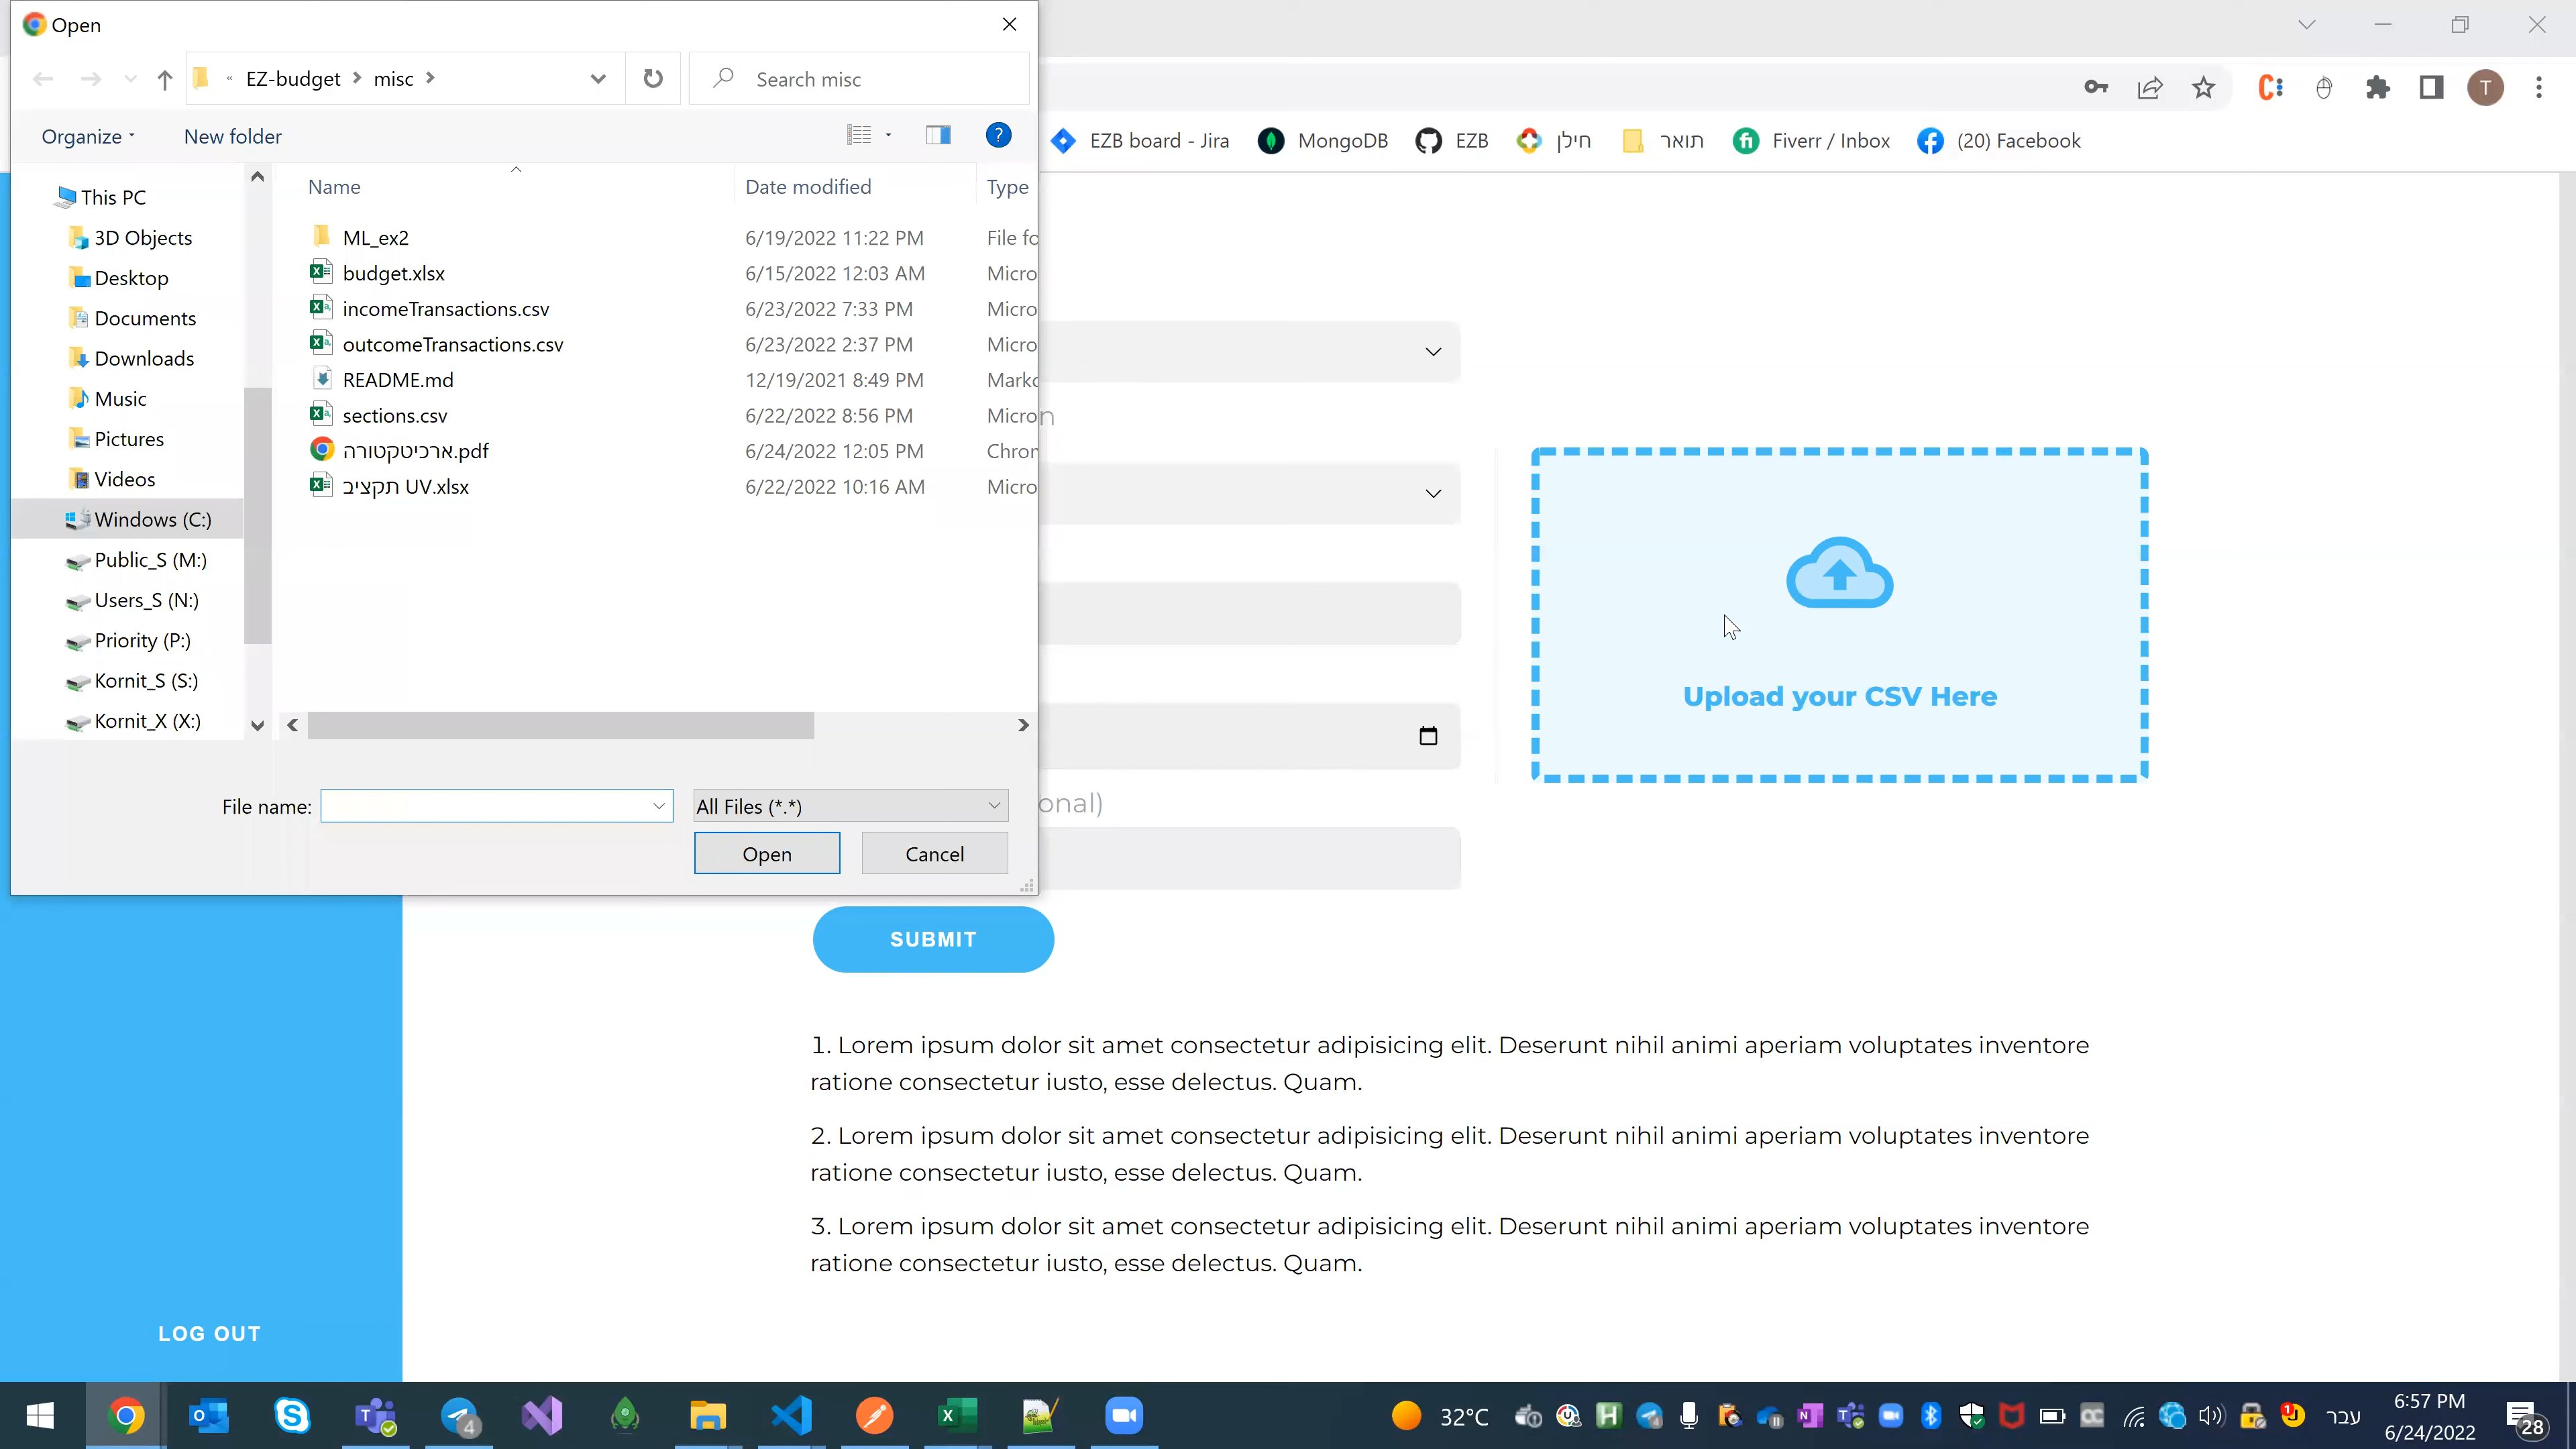 Open
« EZ-budget > misc >
Search misc
Organize
New folder
This PC
3D Objects
Desktop
Documents
Downloads
Music
Pictures
Videos
Windows (C:)
Public_S (M:)
Users_S (N:)
Priority (P:)
Kornit_S (S:)
Kornit_X (X:)
Name Date modified Type
ML_ex2 6/19/2022 11:22 PM File fo
budget.xlsx 6/15/2022 12:03 AM Micro
incomeTransactions.csv 6/23/2022 7:33 PM Micro
outcomeTransactions.csv 6/23/2022 2:37 PM Micro
README.md 12/19/2021 8:49 PM Markc
sections.csv 6/22/2022 8:56 PM Micro
ארכיטקטורה.pdf 6/24/2022 12:05 PM Chron
תקציב UV.xlsx 6/22/2022 10:16 AM Micro
File name:
All Files (*.*)
Open
Cancel
T
EZB board - Jira
MongoDB
EZB
חילן
תואר
Fiverr / Inbox
(20) Facebook
n
onal)
Upload your CSV Here
SUBMIT
1. Lorem ipsum dolor sit amet consectetur adipisicing elit. Deserunt nihil animi aperiam voluptates inventore
ratione consectetur iusto, esse delectus. Quam.
2. Lorem ipsum dolor sit amet consectetur adipisicing elit. Deserunt nihil animi aperiam voluptates inventore
ratione consectetur iusto, esse delectus. Quam.
3. Lorem ipsum dolor sit amet consectetur adipisicing elit. Deserunt nihil animi aperiam voluptates inventore
ratione consectetur iusto, esse delectus. Quam.
LOG OUT
4
32°C
עבר
6:57 PM
6/24/2022
28